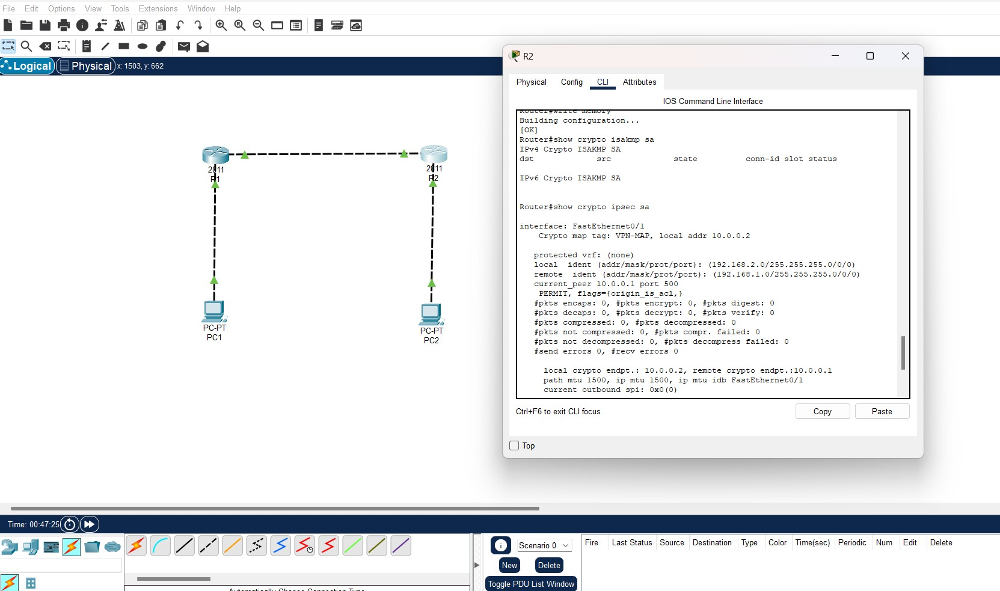 File Edit Options View Tools Extensions Window Help
Logical Physical x: 1503, y: 662
2811
R1
2811
R2
PC-PT
PC1
PC-PT
PC2
R2
Physical Config CLI Attributes
IOS Command Line Interface
Router#write memory
Building configuration...
[OK]
Router#show crypto isakmp sa
IPv4 Crypto ISAKMP SA
dst src state conn-id slot status
IPv6 Crypto ISAKMP SA
Router#show crypto ipsec sa
interface: FastEthernet0/1
Crypto map tag: VPN-MAP, local addr 10.0.0.2
protected vrf: (none)
local ident (addr/mask/prot/port): (192.168.2.0/255.255.255.0/0/0)
remote ident (addr/mask/prot/port): (192.168.1.0/255.255.255.0/0/0)
current_peer 10.0.0.1 port 500
PERMIT, flags={origin_is_acl,}
#pkts encaps: 0, #pkts encrypt: 0, #pkts digest: 0
#pkts decaps: 0, #pkts decrypt: 0, #pkts verify: 0
#pkts compressed: 0, #pkts decompressed: 0
#pkts not compressed: 0, #pkts compr. failed: 0
#pkts not decompressed: 0, #pkts decompress failed: 0
#send errors 0, #recv errors 0
local crypto endpt.: 10.0.0.2, remote crypto endpt.:10.0.0.1
path mtu 1500, ip mtu 1500, ip mtu idb FastEthernet0/1
current outbound spi: 0x0(0)
Ctrl+F6 to exit CLI focus
Copy Paste
Top
Time: 00:47:25
Scenario 0
New Delete
Toggle PDU List Window
Fire Last Status Source Destination Type Color Time(sec) Periodic Num Edit Delete
Automatically Choose Connection Type